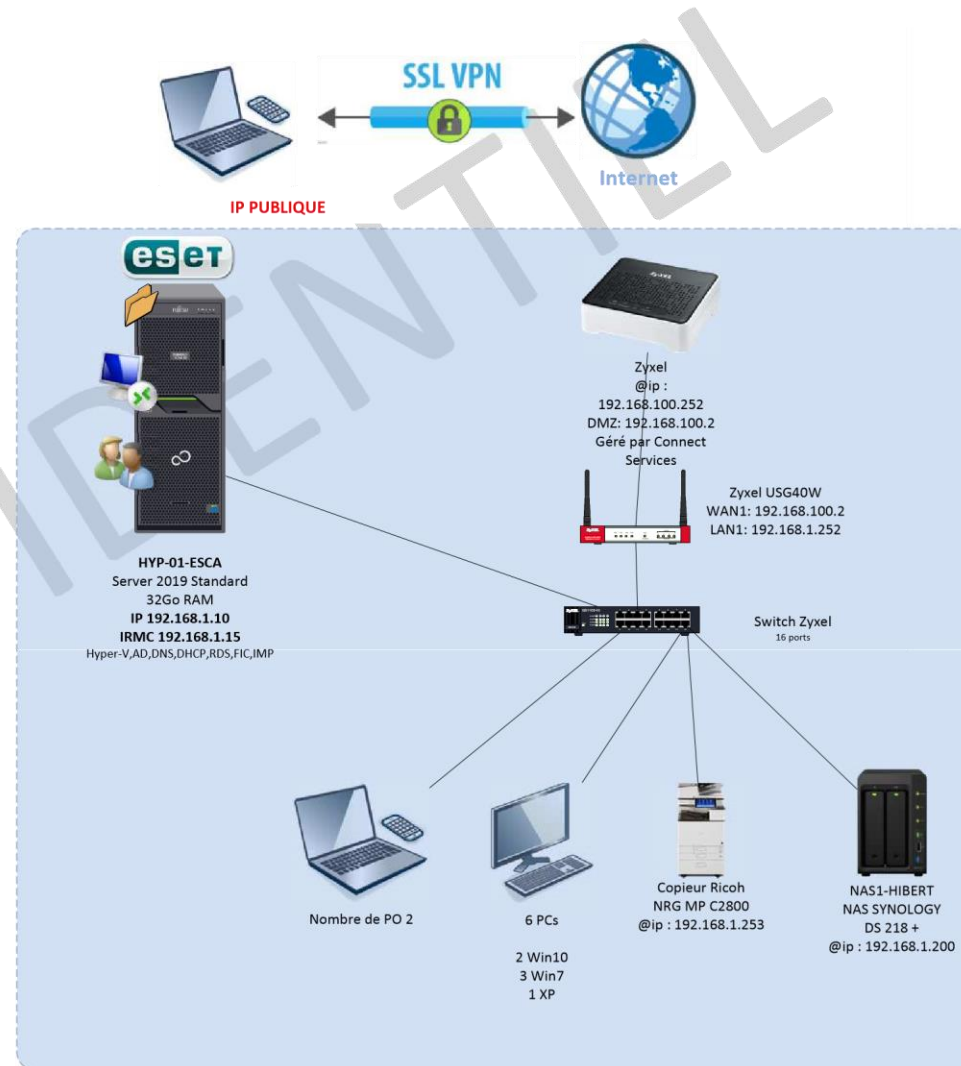 SSL VPN
Internet
IP PUBLIQUE
IDENTIELL
eseT
FUJITSU
HYP-01-ESCA
Server 2019 Standard
32Go RAM
IP 192.168.1.10
IRMC 192.168.1.15
Hyper-V,AD,DNS,DHCP,RDS,FIC,IMP
ZyXEL
Zyxel
@ip :
192.168.100.252
DMZ: 192.168.100.2
Géré par Connect
Services
Zyxel USG40W
WAN1: 192.168.100.2
LAN1: 192.168.1.252
Switch Zyxel
16 ports
Nombre de PO 2
6 PCs
2 Win10
3 Win7
1 XP
Copieur Ricoh
NRG MP C2800
@ip : 192.168.1.253
NAS1-HIBERT
NAS SYNOLOGY
DS 218 +
@ip : 192.168.1.200